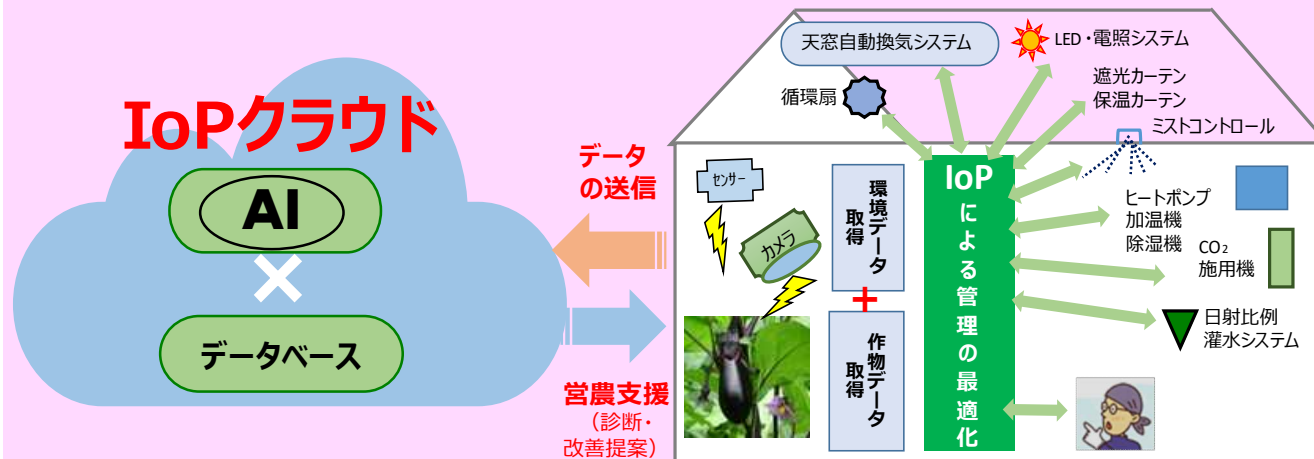 IoPクラウド
AI
×
データベース
データ
の送信
営農支援
(診断・
改善提案)
天窓自動換気システム
LED・電照システム
循環扇
遮光カーテン
保温カーテン
ミストコントロール
センサー
カメラ
環境データ
取得
+
作物データ
取得
IoPによる管理の最適化
ヒートポンプ
加温機
除湿機
CO₂
施用機
日射比例
灌水システム